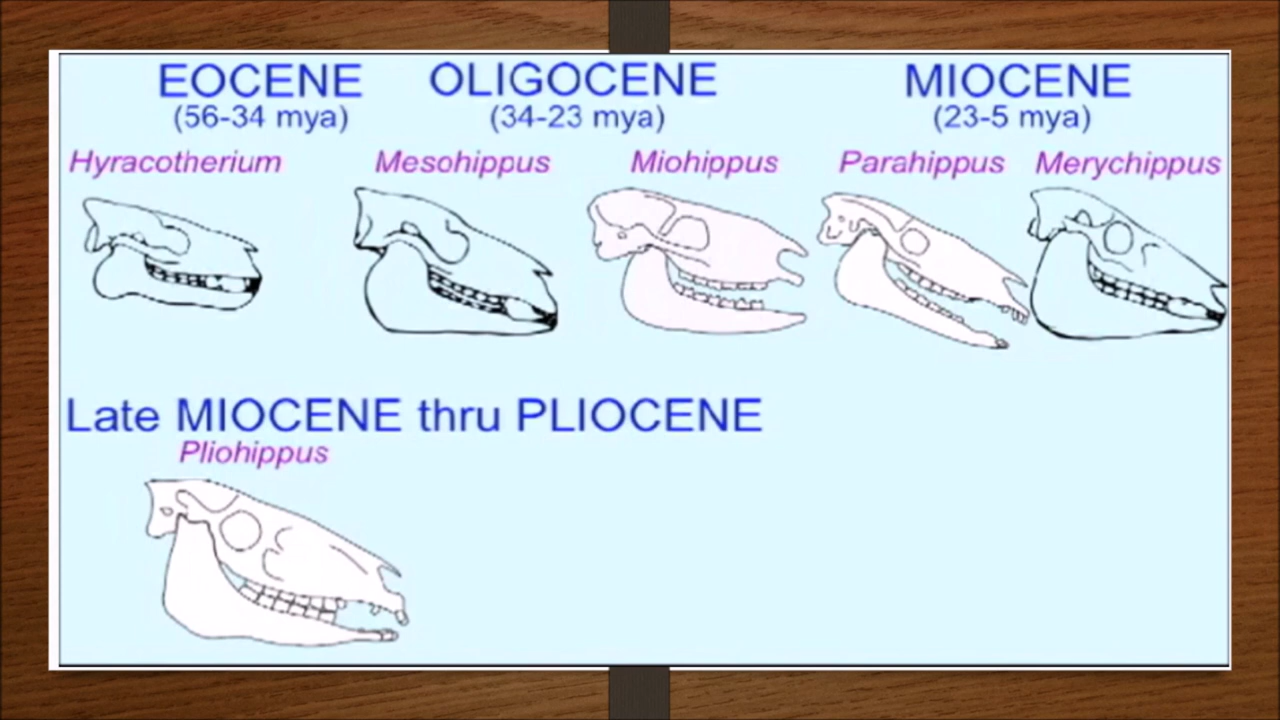 EOCENE OLIGOCENE MIOCENE
(56-34 mya) (34-23 mya) (23-5 mya)
Hyracotherium Mesohippus Miohippus Parahippus Merychippus
Late MIOCENE thru PLIOCENE
Pliohippus